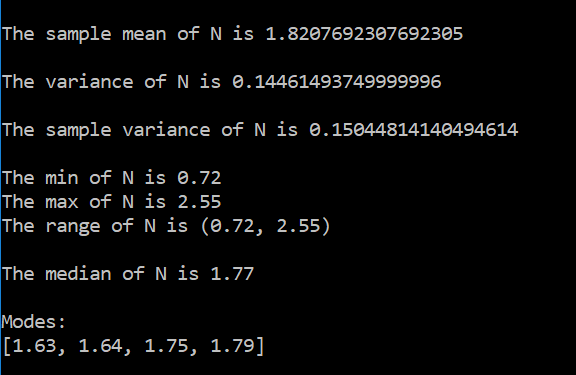 The sample mean of N is 1.8207692307692305
The variance of N is 0.14461493749999996
The sample variance of N is 0.15044814140494614
The min of N is 0.72
The max of N is 2.55
The range of N is (0.72, 2.55)
The median of N is 1.77
Modes:
[1.63, 1.64, 1.75, 1.79]